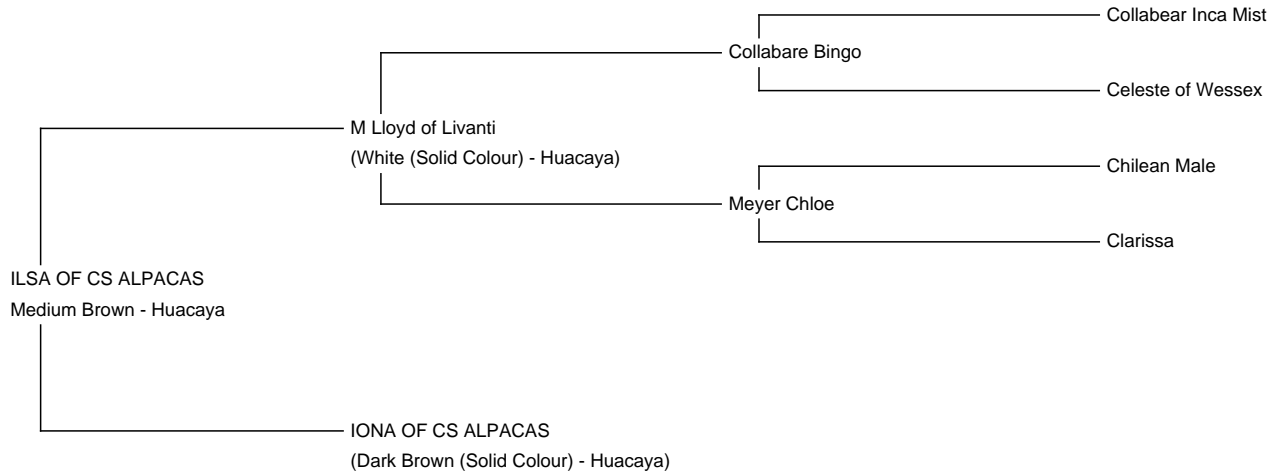 Collabear Inca Mist
Collabare Bingo
Celeste of Wessex
M Lloyd of Livanti
(White (Solid Colour) - Huacaya)
Chilean Male
Meyer Chloe
Clarissa
ILSA OF CS ALPACAS
Medium Brown - Huacaya
IONA OF CS ALPACAS
(Dark Brown (Solid Colour) - Huacaya)